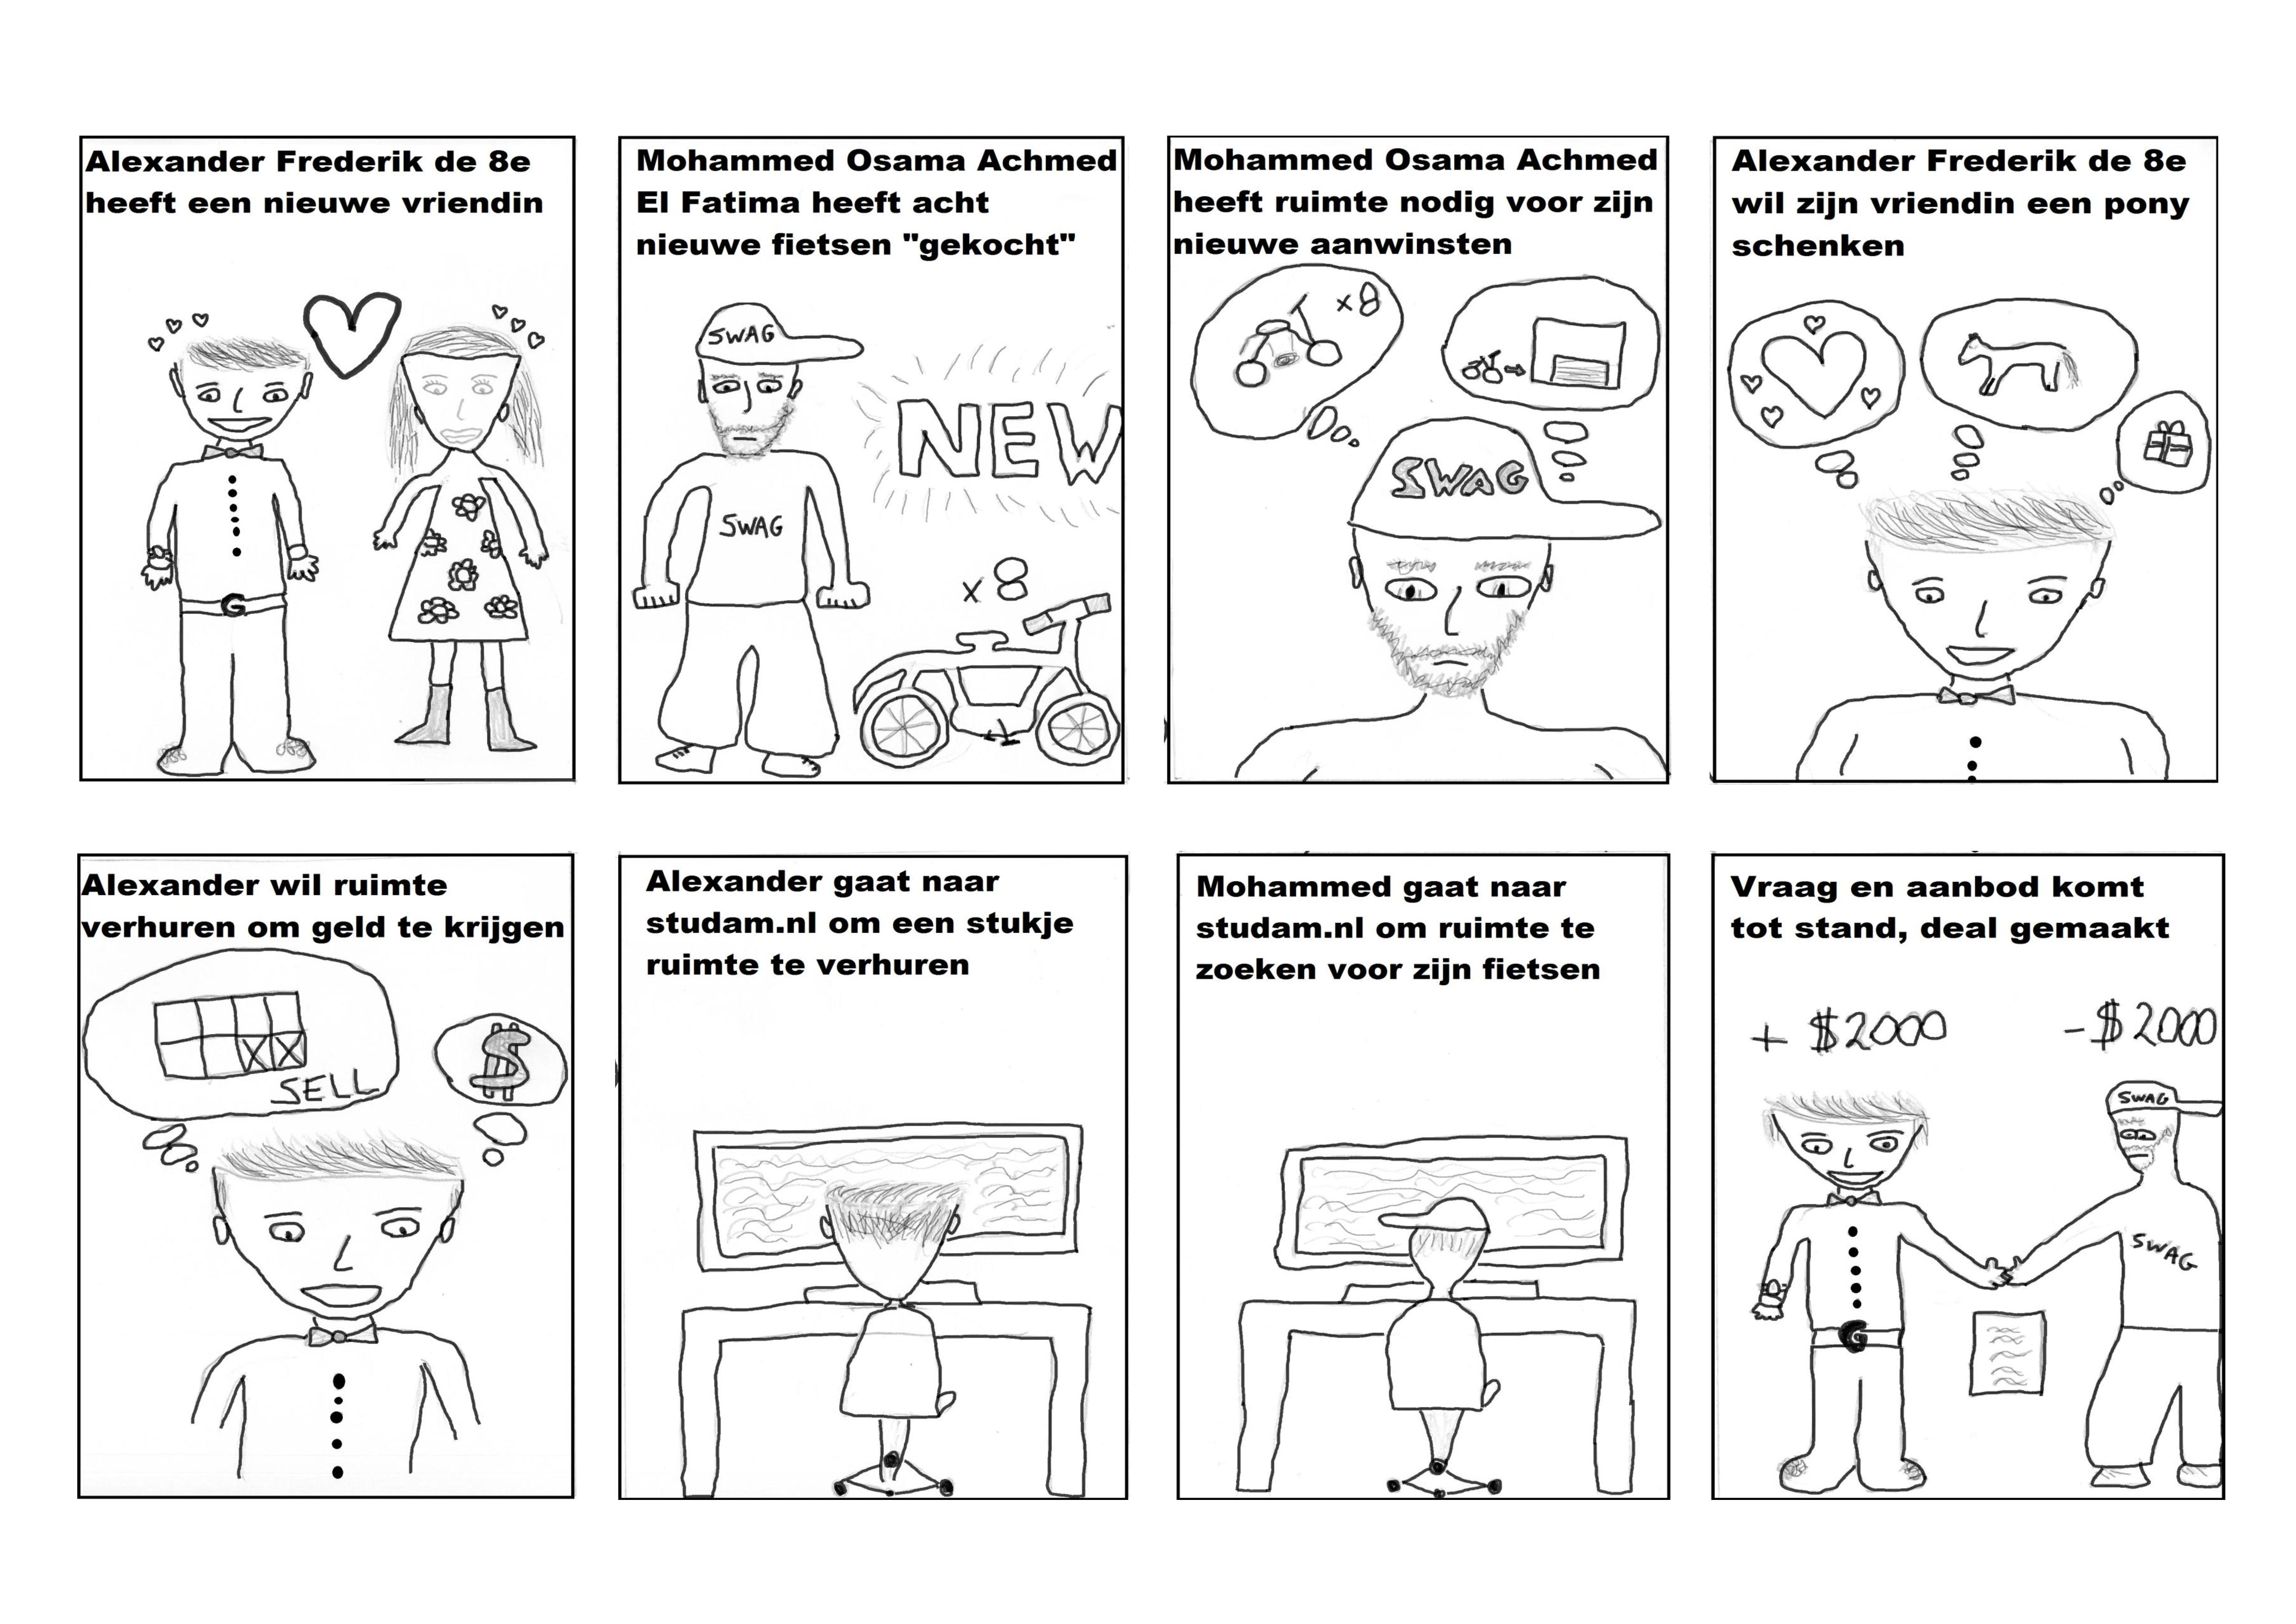 Alexander Frederik de 8e
heeft een nieuwe vriendin
G
Mohammed Osama Achmed
El Fatima heeft acht
nieuwe fietsen "gekocht"
SWAG
NEW
SWAG
x 8
Mohammed Osama Achmed
heeft ruimte nodig voor zijn
nieuwe aanwinsten
x8
SWAG
Alexander Frederik de 8e
wil zijn vriendin een pony
schenken
Alexander wil ruimte
verhuren om geld te krijgen
XX
SELL
$
Alexander gaat naar
studam.nl om een stukje
ruimte te verhuren
Mohammed gaat naar
studam.nl om ruimte te
zoeken voor zijn fietsen
Vraag en aanbod komt
tot stand, deal gemaakt
+ $2000
-$2000
SWAG
SWAG
G